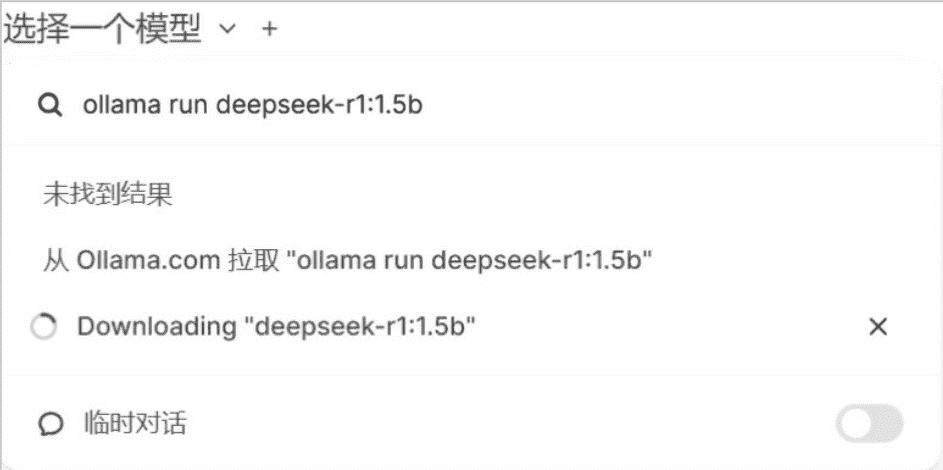 选择一个模型
ollama run deepseek-r1:1.5b
未找到结果
从 Ollama.com 拉取 "ollama run deepseek-r1:1.5b"
Downloading "deepseek-r1:1.5b"
临时对话